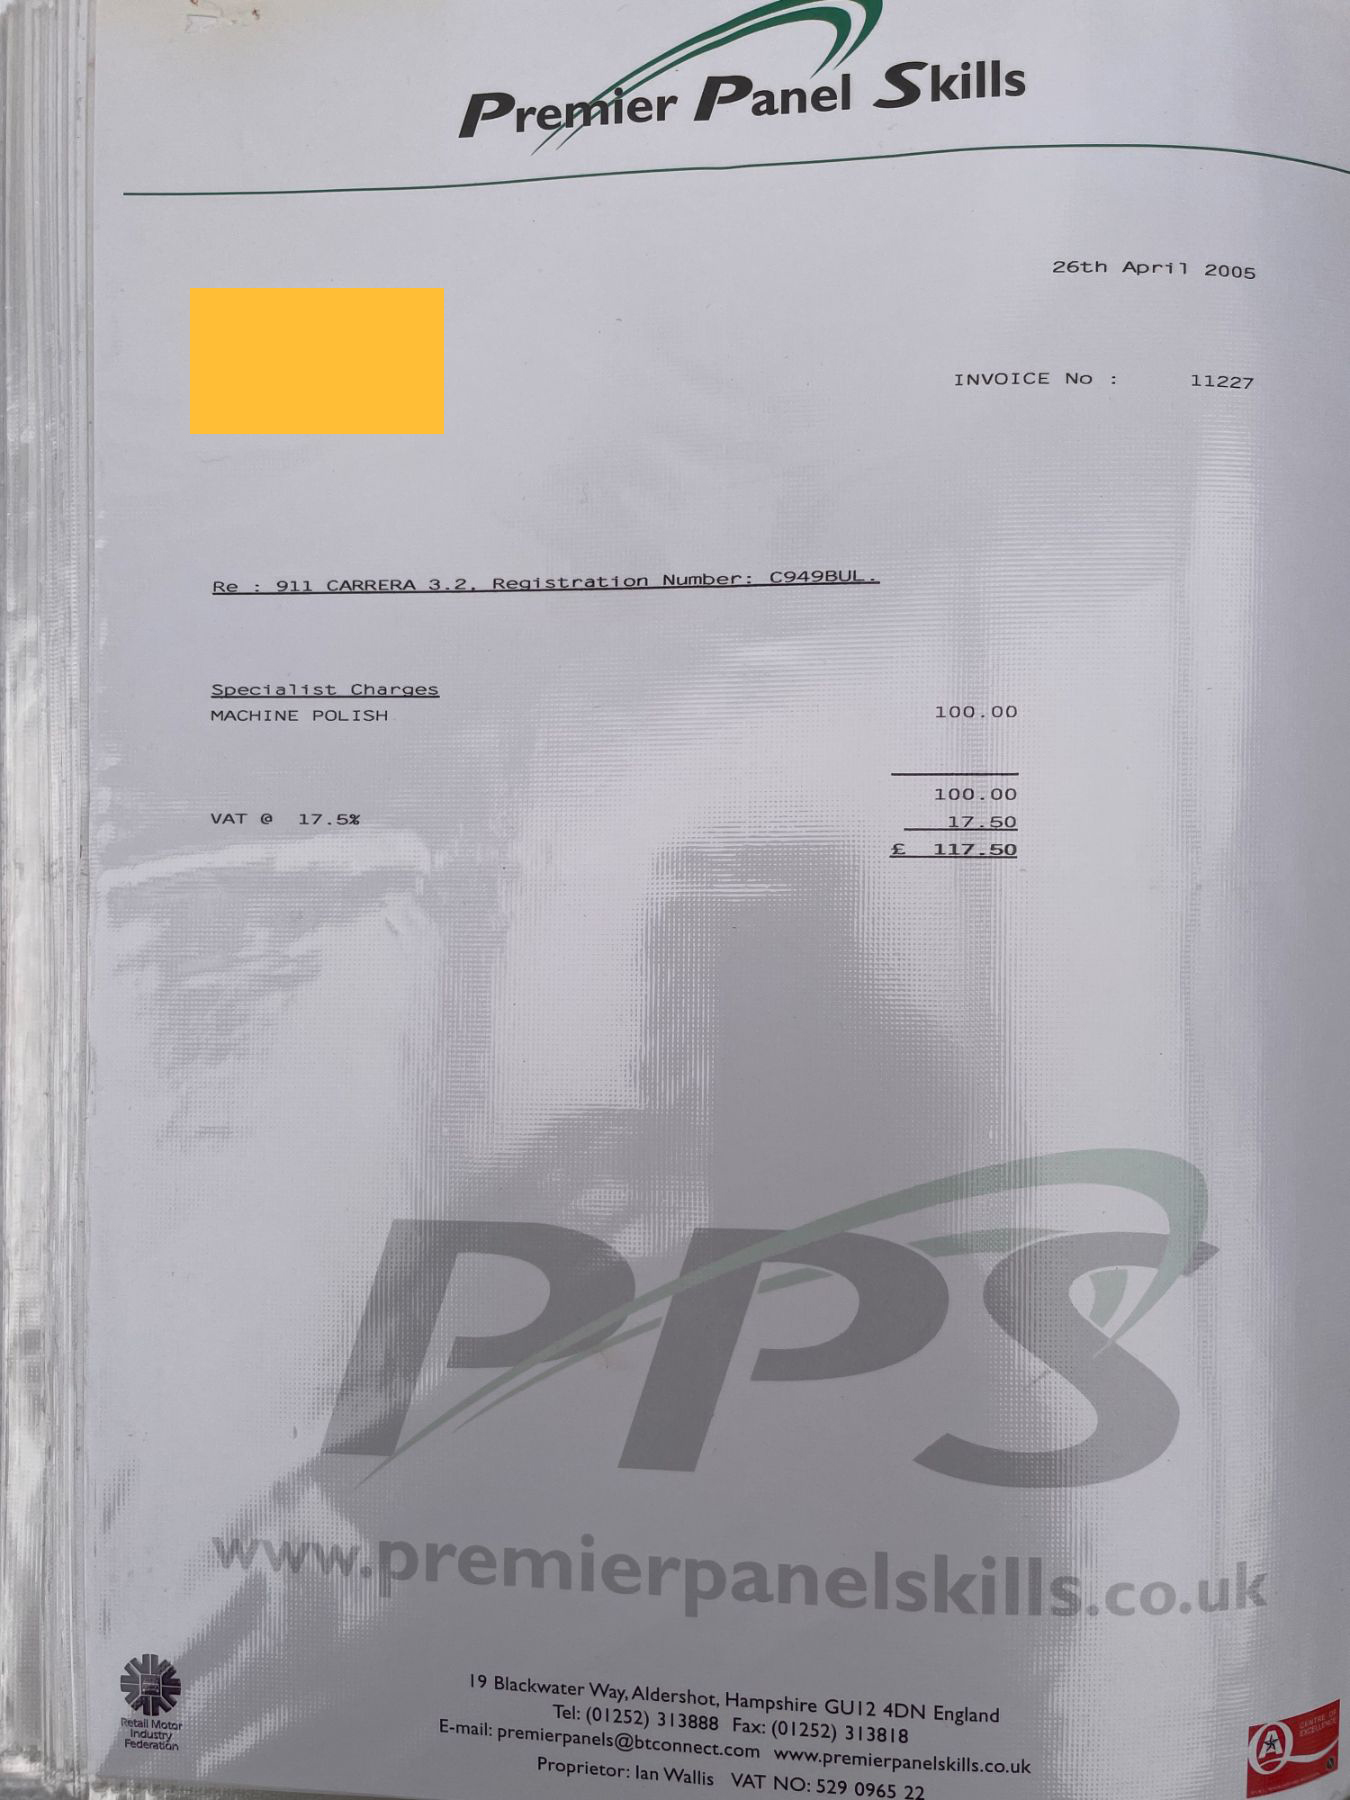 Premier Panel Skills
26th April 2005
INVOICE No : 11227
Re : 911 CARRERA 3.2, Registration Number: C949BUL.
Specialist Charges
MACHINE POLISH 100.00
100.00
VAT @ 17.5% 17.50
£ 117.50
PPS
www.premierpanelskills.co.uk
19 Blackwater Way, Aldershot, Hampshire GU12 4DN England
Tel: (01252) 313888 Fax: (01252) 313818
E-mail: premierpanels@btconnect.com www.premierpanelskills.co.uk
Proprietor: Ian Wallis VAT NO: 529 0965 22
Retail Motor
Industry
Federation
A
CENTRE OF
EXCELLENCE